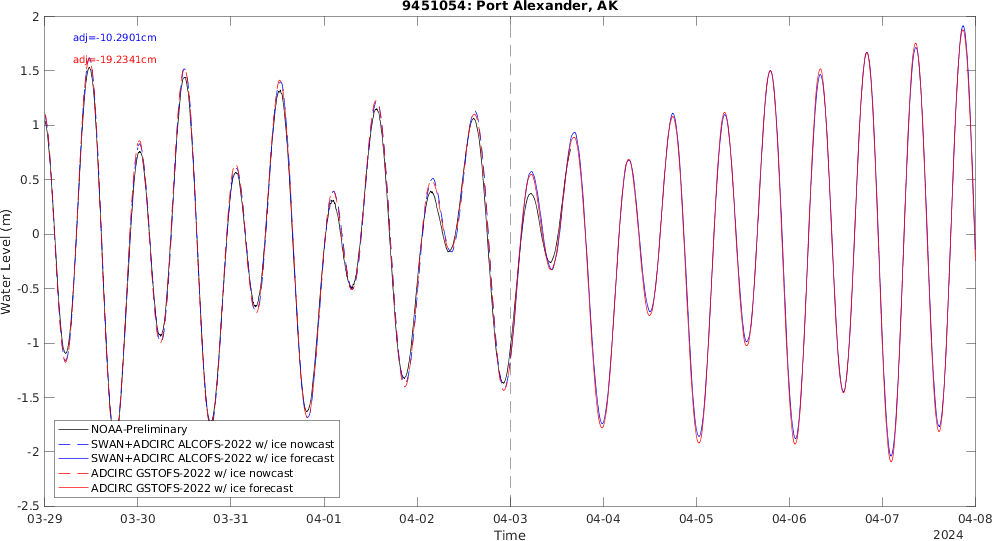 9451054: Port Alexander, AK
adj=-10.2901cm
adj=-19.2341cm
Water Level (m)
2
1.5
1
0.5
0
-0.5
-1
-1.5
-2
-2.5
NOAA-Preliminary
SWAN+ADCIRC ALCOFS-2022 w/ ice nowcast
SWAN+ADCIRC ALCOFS-2022 w/ ice forecast
ADCIRC GSTOFS-2022 w/ ice nowcast
ADCIRC GSTOFS-2022 w/ ice forecast
03-29 03-30 03-31 04-01 04-02 04-03 04-04 04-05 04-06 04-07 04-08
Time
2024